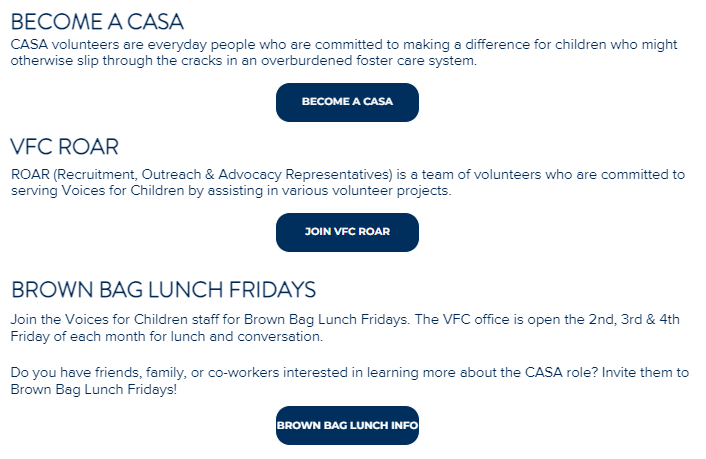 BECOME A CASA
CASA volunteers are everyday people who are committed to making a difference for children who might
otherwise slip through the cracks in an overburdened foster care system.
BECOME A CASA
VFC ROAR
ROAR (Recruitment, Outreach & Advocacy Representatives) is a team of volunteers who are committed to
serving Voices for Children by assisting in various volunteer projects.
JOIN VFC ROAR
BROWN BAG LUNCH FRIDAYS
Join the Voices for Children staff for Brown Bag Lunch Fridays. The VFC office is open the 2nd, 3rd & 4th
Friday of each month for lunch and conversation.
Do you have friends, family, or co-workers interested in learning more about the CASA role? Invite them to
Brown Bag Lunch Fridays!
BROWN BAG LUNCH INFO